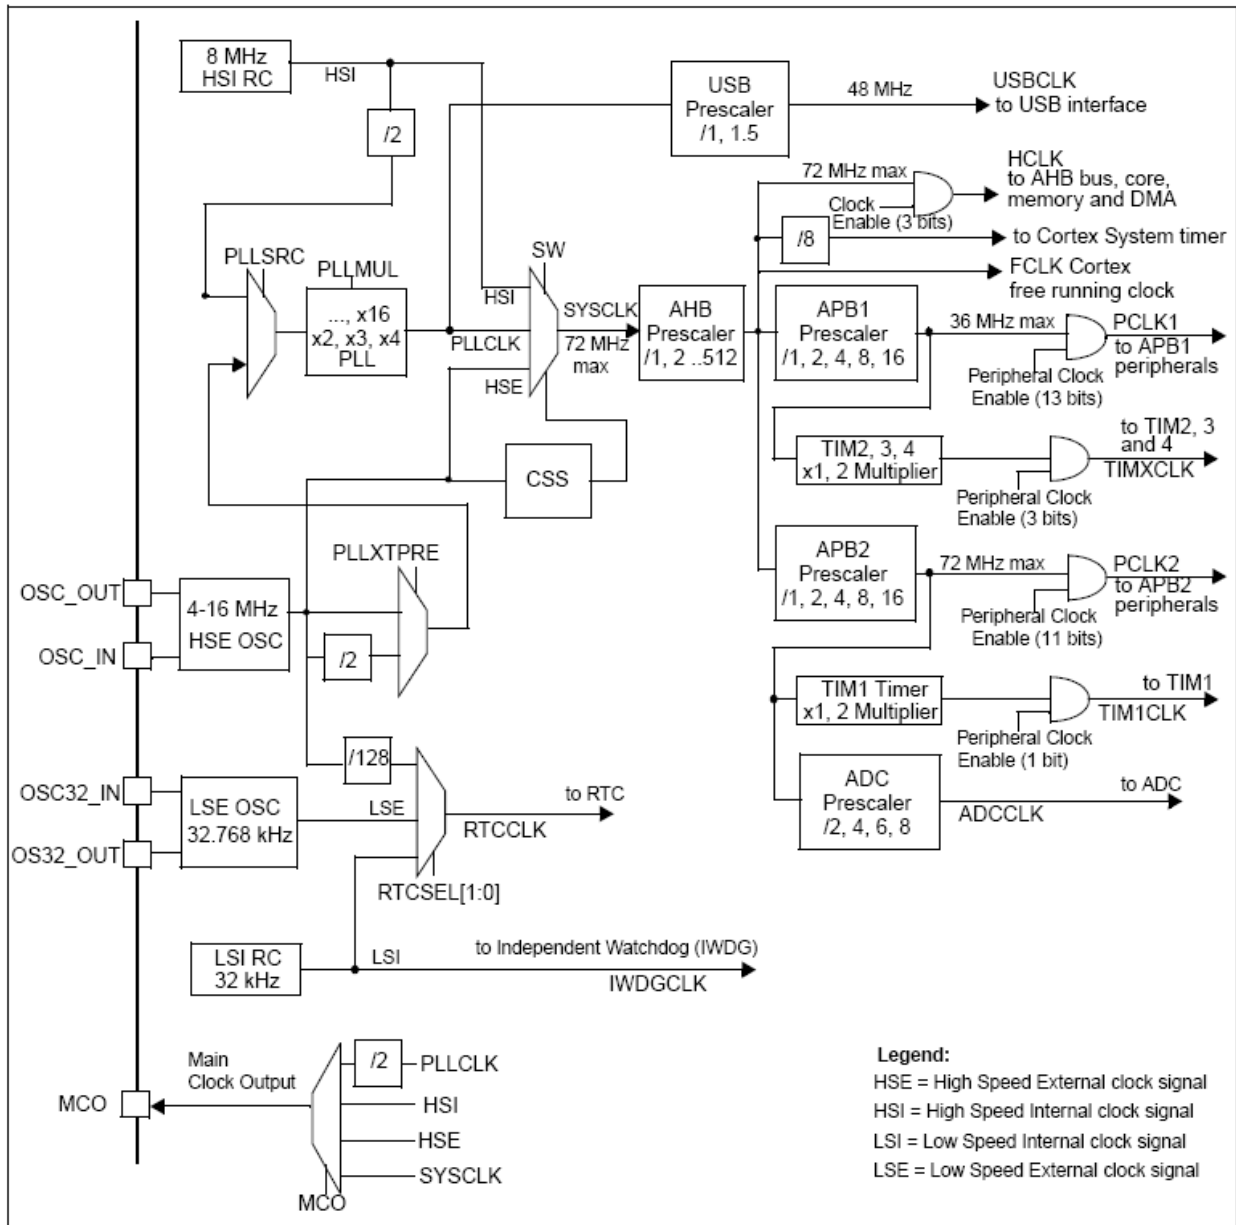 8 MHz
HSI RC
HSI
/2
USB
Prescaler
/1, 1.5
48 MHz
USBCLK
to USB interface
72 MHz max
Clock
Enable (3 bits)
HCLK
to AHB bus, core,
memory and DMA
/8
to Cortex System timer
FCLK Cortex
free running clock
PLLSRC
PLLMUL
..., x16
x2, x3, x4
PLL
SW
HSI
PLLCLK
HSE
SYSCLK
72 MHz
max
AHB
Prescaler
/1, 2 ..512
APB1
Prescaler
/1, 2, 4, 8, 16
36 MHz max
PCLK1
to APB1
peripherals
Peripheral Clock
Enable (13 bits)
TIM2, 3, 4
x1, 2 Multiplier
to TIM2, 3
and 4
TIMXCLK
Peripheral Clock
Enable (3 bits)
CSS
APB2
Prescaler
/1, 2, 4, 8, 16
72 MHz max
PCLK2
to APB2
peripherals
Peripheral Clock
Enable (11 bits)
PLLXTPRE
OSC_OUT
OSC_IN
4-16 MHz
HSE OSC
/2
TIM1 Timer
x1, 2 Multiplier
to TIM1
TIM1CLK
Peripheral Clock
Enable (1 bit)
/128
OSC32_IN
OS32_OUT
LSE OSC
32.768 kHz
LSE
to RTC
RTCCLK
RTCSEL[1:0]
ADC
Prescaler
/2, 4, 6, 8
to ADC
ADCCLK
LSI RC
32 kHz
LSI
to Independent Watchdog (IWDG)
IWDGCLK
Main
Clock Output
MCO
/2
PLLCLK
HSI
HSE
SYSCLK
MCO
Legend:
HSE = High Speed External clock signal
HSI = High Speed Internal clock signal
LSI = Low Speed Internal clock signal
LSE = Low Speed External clock signal